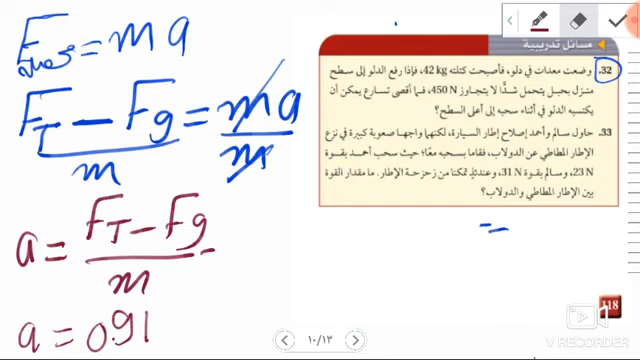 F محصلة = m a
F_T − F_g = m a
m m
a = F_T − F_g
m
a = 0.91
مسائل تدريبية
32. وضعت معدات في دلو، فأصبحت كتلته 42 kg، فإذا رفع الدلو إلى سطح
منزل بحبل يتحمل شدًّا لا يتجاوز 450 N، فما أقصى تسارع يمكن أن
يكتسبه الدلو في أثناء سحبه إلى أعلى السطح؟
33. حاول سالم وأحمد إصلاح إطار السيارة، لكنهما واجها صعوبة كبيرة في نزع
الإطار المطاطي عن الدولاب، فقاما بسحبه معًا؛ حيث سحب أحمد بقوة
23 N، وسالم بقوة 31 N، وعندئذٍ تمكنا من زحزحة الإطار. ما مقدار القوة
بين الإطار المطاطي والدولاب؟
118
١٠/١٣
V RECORDER